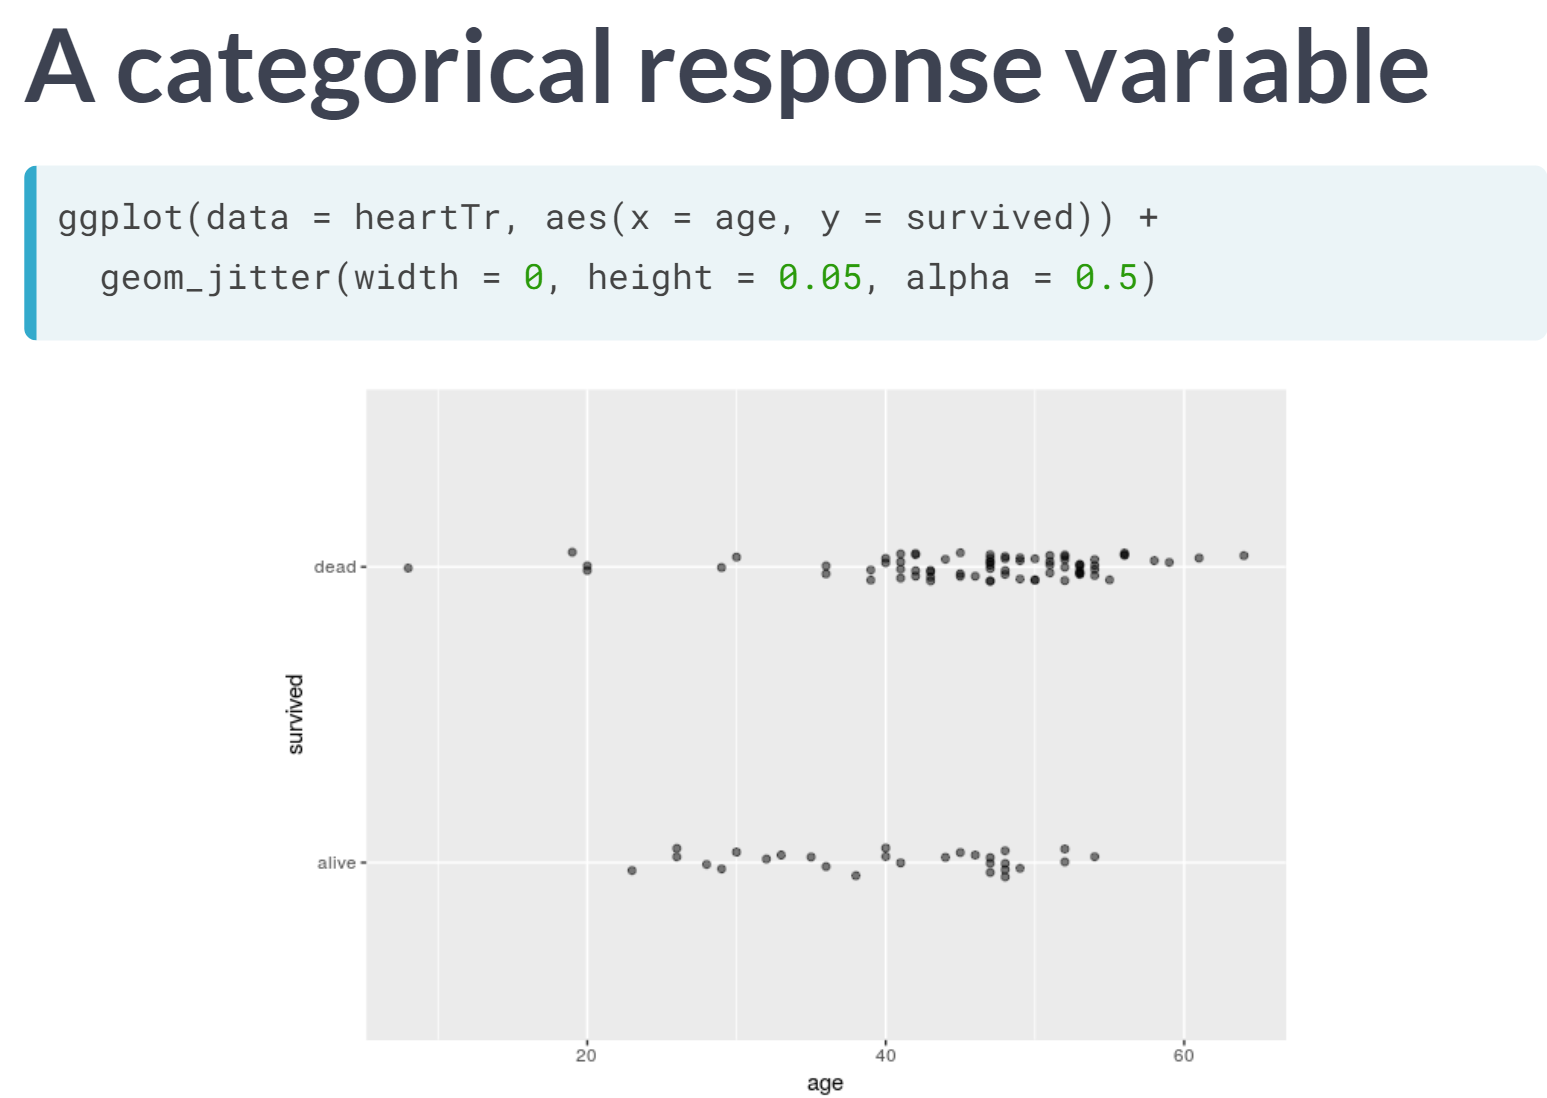 A categorical response variable
ggplot(data = heartTr, aes(x = age, y = survived)) +
  geom_jitter(width = 0, height = 0.05, alpha = 0.5)
dead
survived
alive
20 40 60
age